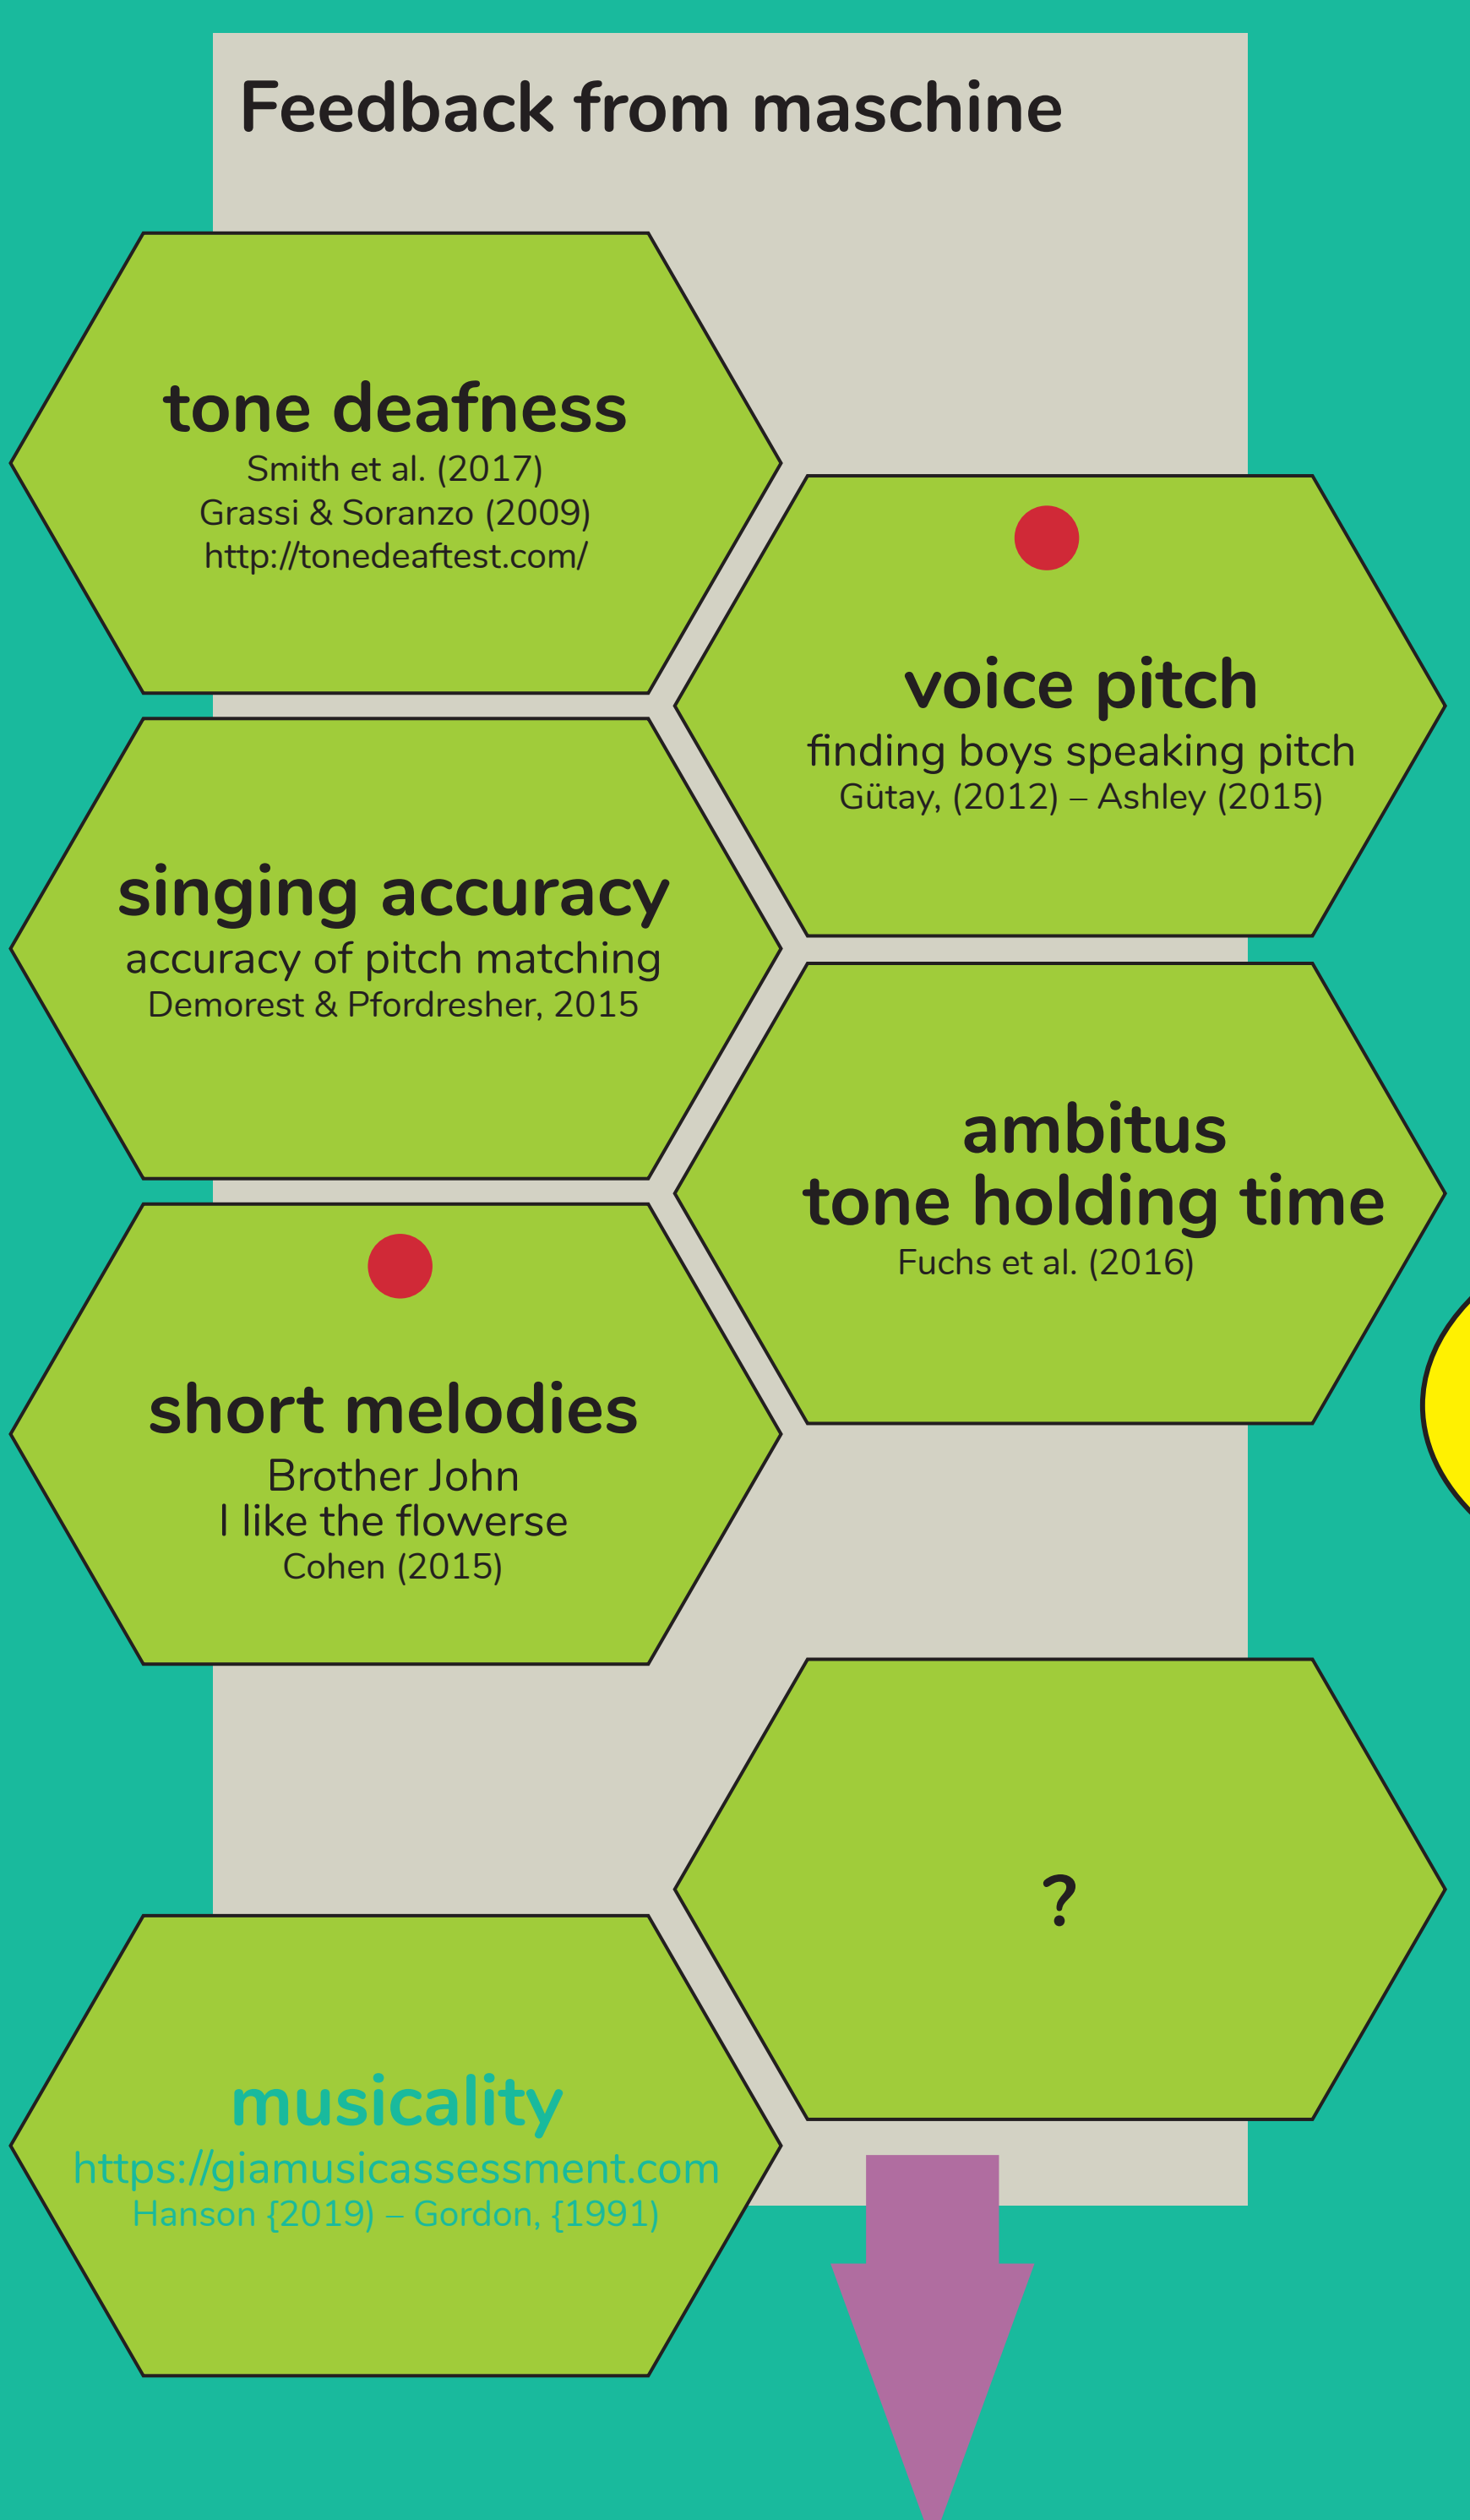 Feedback from maschine
tone deafness
Smith et al. (2017)
Grassi & Soranzo (2009)
http://tonedeaftest.com/
voice pitch
finding boys speaking pitch
Gütay, (2012) – Ashley (2015)
singing accuracy
accuracy of pitch matching
Demorest & Pfordresher, 2015
ambitus
tone holding time
Fuchs et al. (2016)
short melodies
Brother John
I like the flowerse
Cohen (2015)
?
musicality
https://giamusicassessment.com
Hanson {2019) – Gordon, {1991)